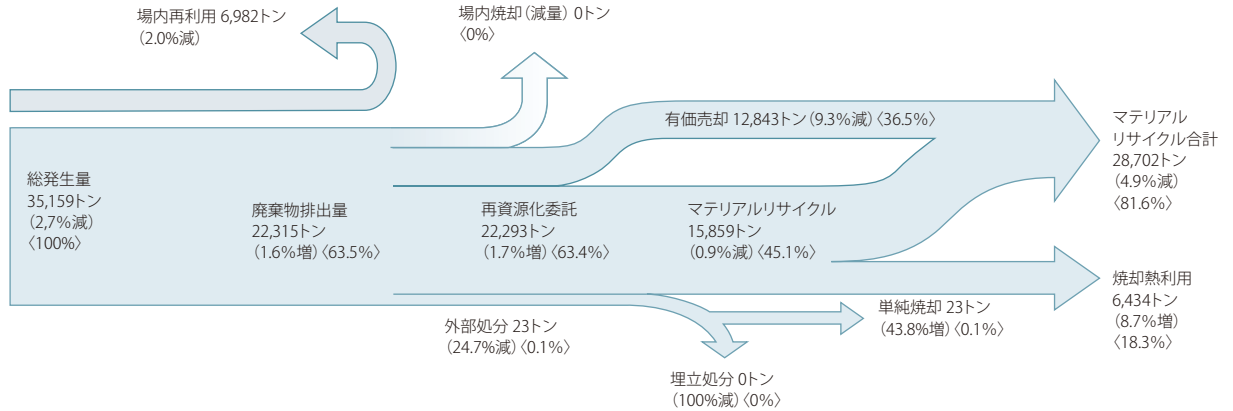 場内再利用 6,982トン
（2.0%減）
場内焼却（減量） 0トン
〈0%〉
有価売却 12,843トン（9.3%減）〈36.5%〉
マテリアル
リサイクル合計
28,702トン
（4.9%減）
〈81.6%〉
総発生量
35,159トン
（2,7%減）
〈100%〉
廃棄物排出量
22,315トン
（1.6%増）〈63.5%〉
再資源化委託
22,293トン
（1.7%増）〈63.4%〉
マテリアルリサイクル
15,859トン
（0.9%減）〈45.1%〉
焼却熱利用
6,434トン
（8.7%増）
〈18.3%〉
外部処分 23トン
（24.7%減）〈0.1%〉
単純焼却 23トン
（43.8%増）〈0.1%〉
埋立処分 0トン
（100%減）〈0%〉